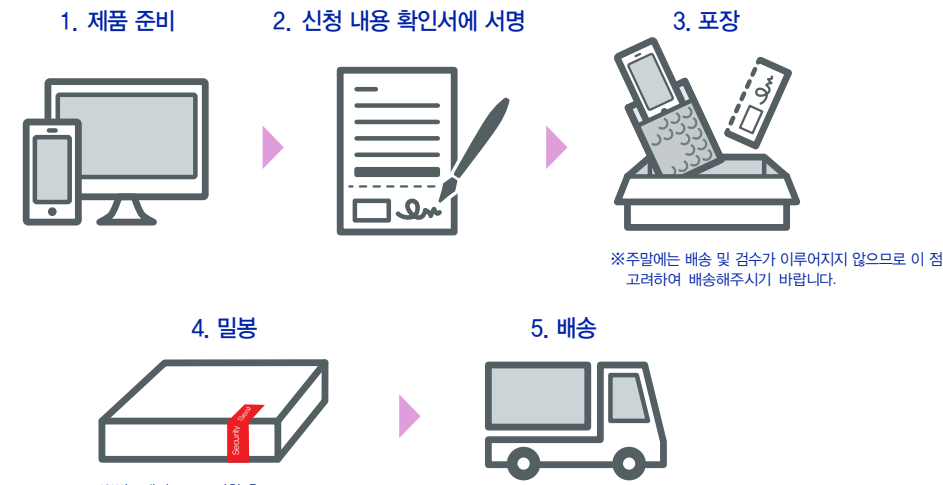 1. 제품 준비
2. 신청 내용 확인서에 서명
3. 포장
※주말에는 배송 및 검수가 이루어지지 않으므로 이 점
고려하여 배송해주시기 바랍니다.
4. 밀봉
5. 배송
Security Seal